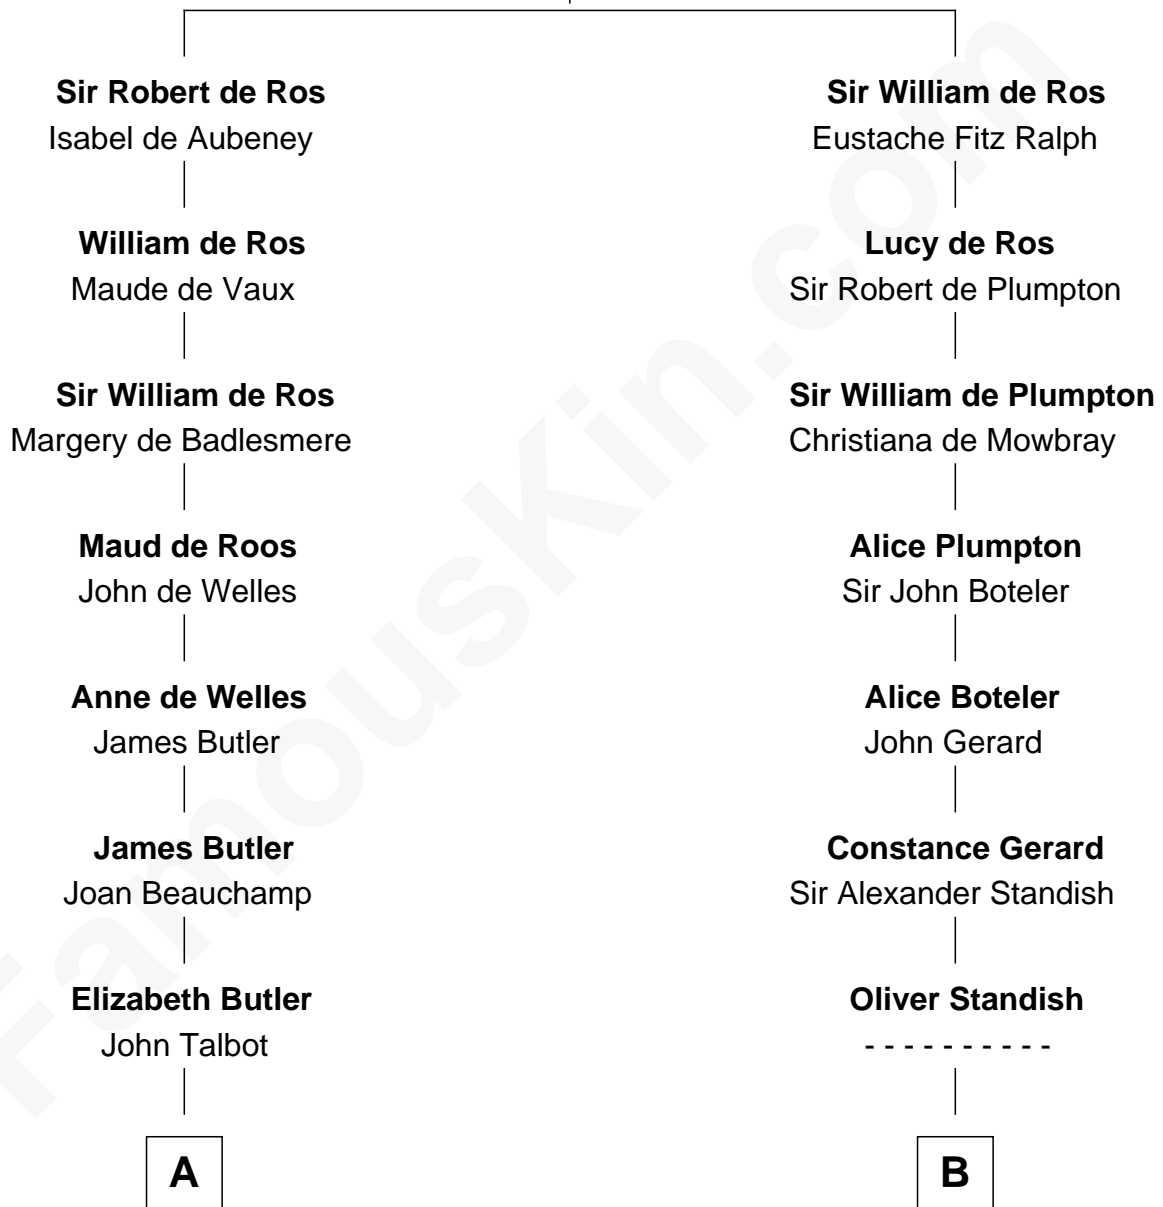 Sir Robert de Ros
Isabel de Aubeney
William de Ros
Maude de Vaux
Sir William de Ros
Margery de Badlesmere
Maud de Roos
John de Welles
Anne de Welles
James Butler
James Butler
Joan Beauchamp
Elizabeth Butler
John Talbot
A
Sir William de Ros
Eustache Fitz Ralph
Lucy de Ros
Sir Robert de Plumpton
Sir William de Plumpton
Christiana de Mowbray
Alice Plumpton
Sir John Boteler
Alice Boteler
John Gerard
Constance Gerard
Sir Alexander Standish
Oliver Standish
- - - - - - - - - -
B
FamousKin.com